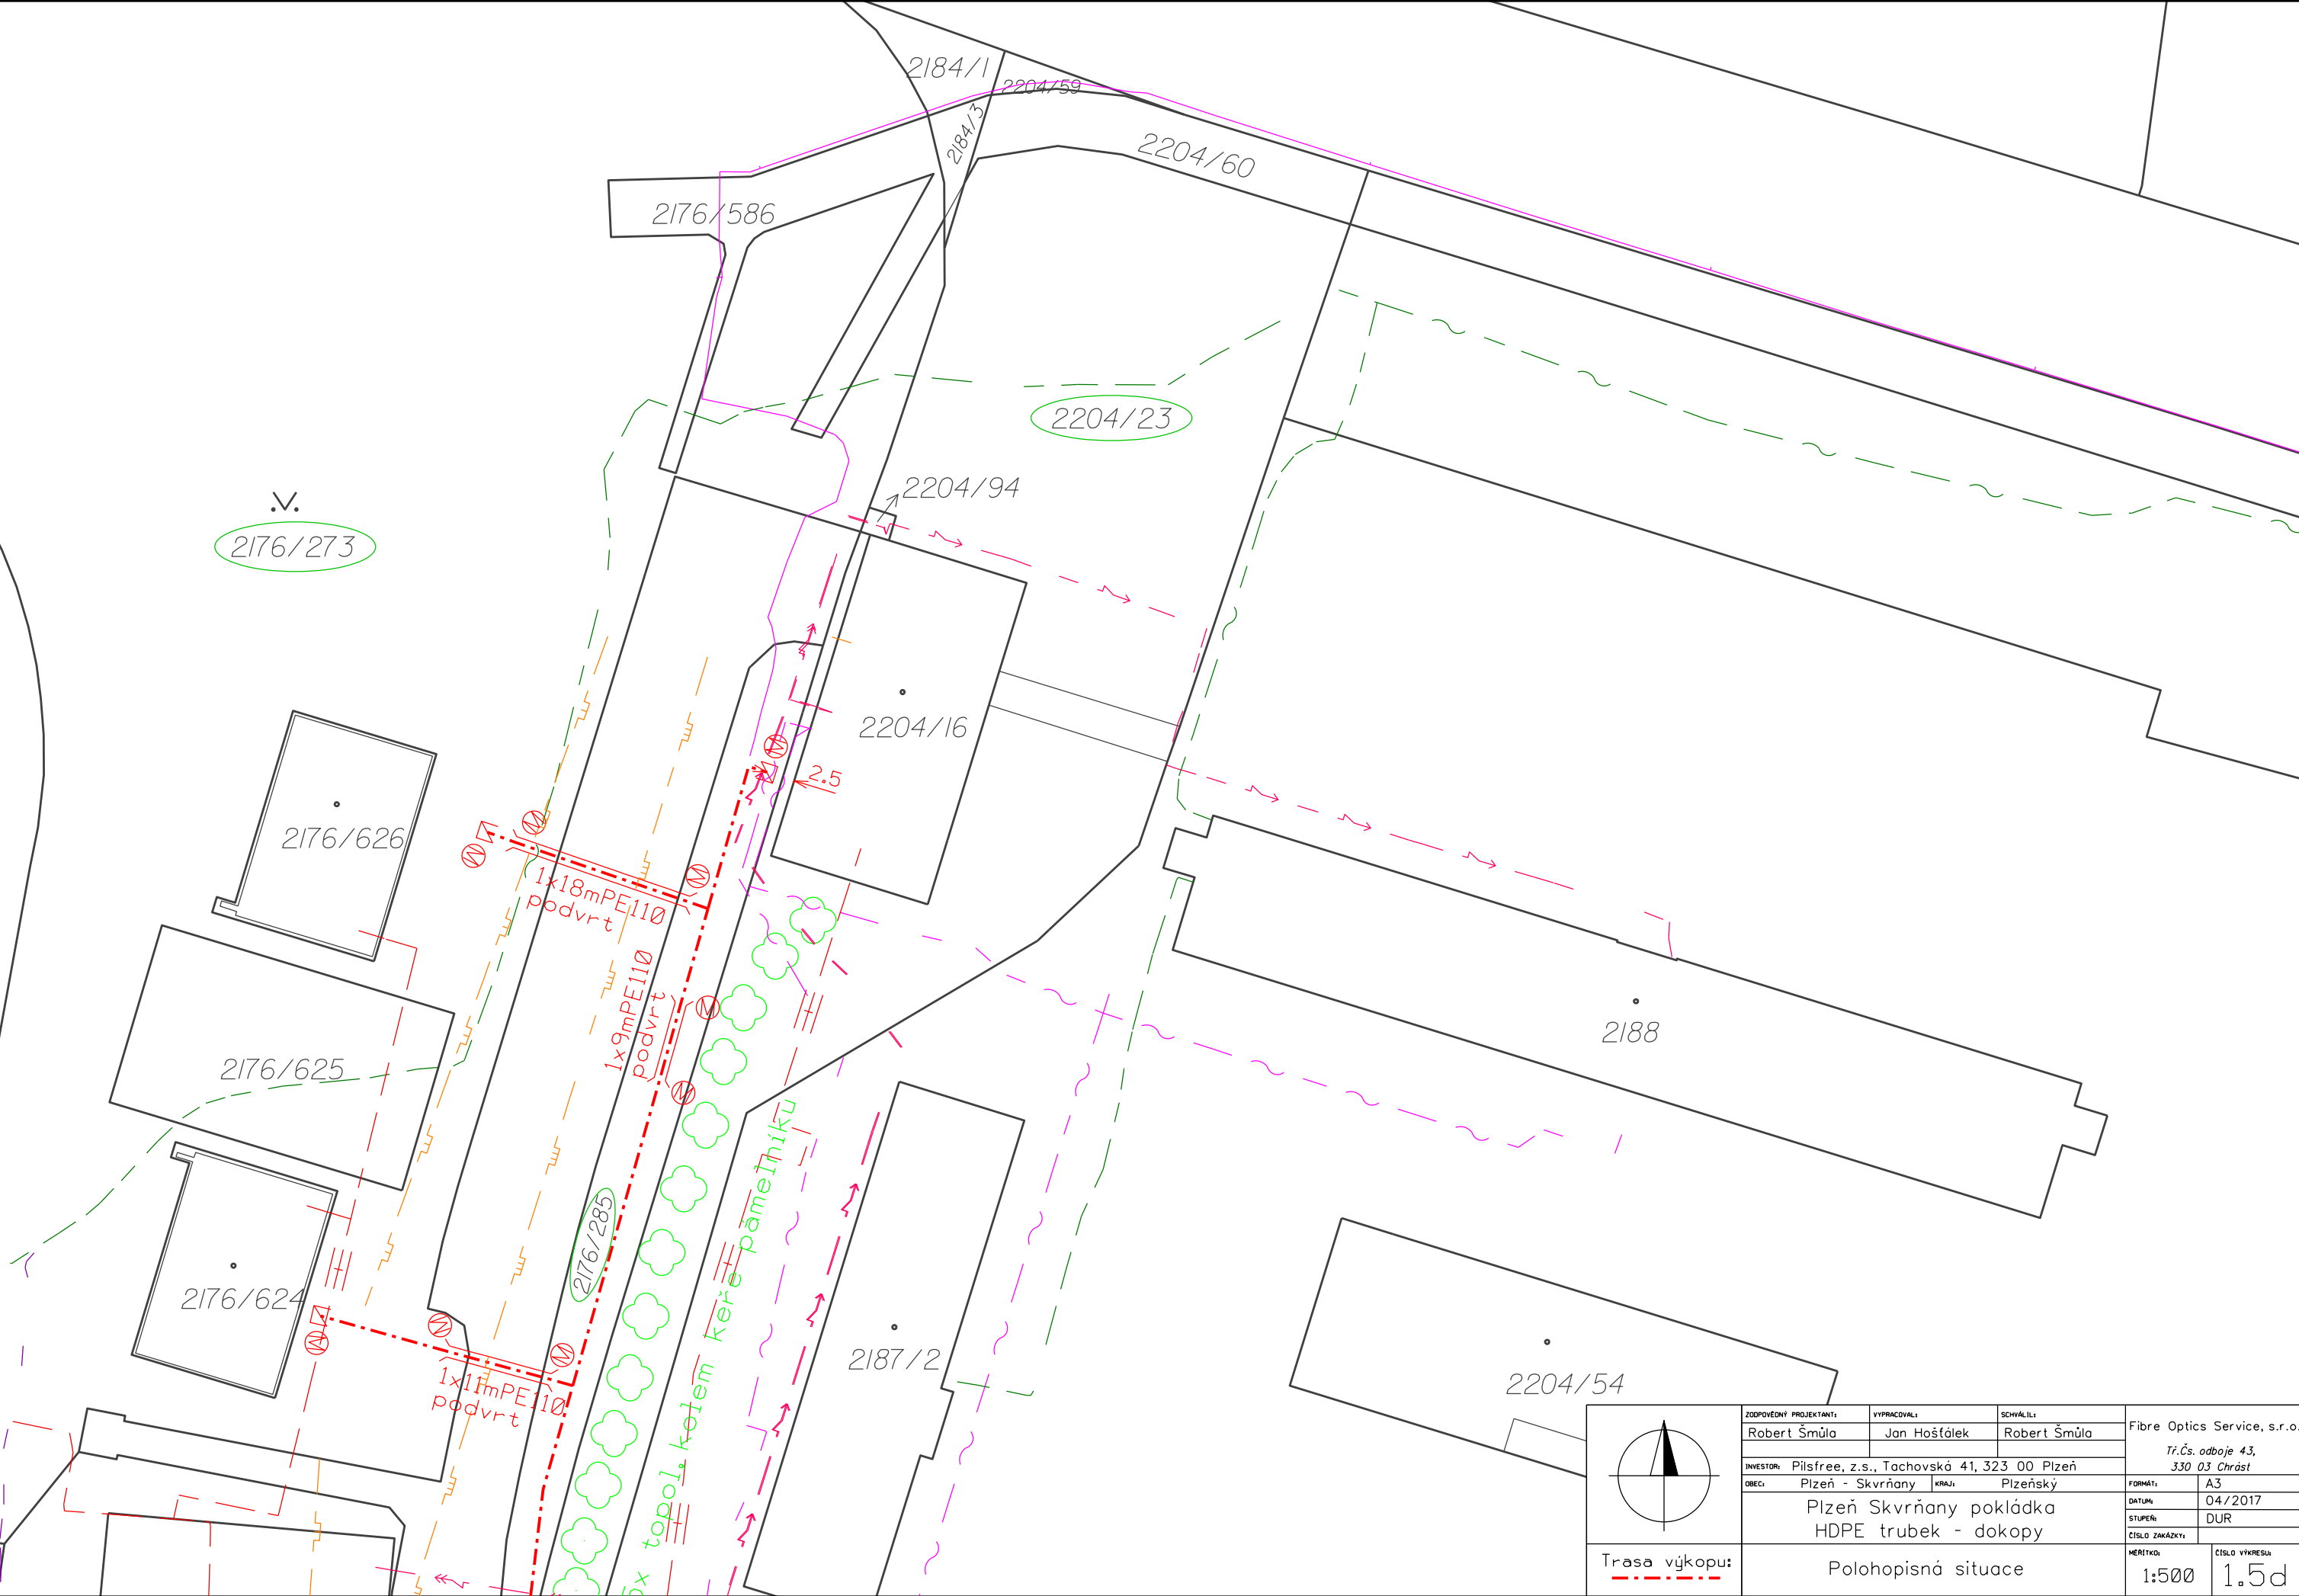 2184/1
2204/59
2184/3
2204/60
2176/586
2204/23
2204/94
2176/273
2204/16
2.5
2176/626
1x18mPE110
podvrt
1x9mPE110
podvrt
2188
2176/625
2176/285
2176/624
keře pámelníku
topol, kolem
2187/2
2204/54
1x11mPE110
podvrt
ZODPOVĚDNÝ PROJEKTANT:
VYPRACOVAL:
SCHVÁLIL:
Robert Šmůla
Jan Hošťálek
Robert Šmůla
Fibre Optics Service, s.r.o.
Tř.Čs. odboje 43,
330 03 Chrást
INVESTOR: Pilsfree, z.s., Tachovská 41, 323 00 Plzeň
OBEC: Plzeň - Skvrňany
KRAJ: Plzeňský
FORMÁT: A3
DATUM: 04/2017
STUPEŇ: DUR
ČÍSLO ZAKÁZKY:
Plzeň Skvrňany pokládka
HDPE trubek - dokopy
Trasa výkopu:
Polohopisná situace
MĚŘÍTKO:
1:500
ČÍSLO VÝKRESU:
1.5d